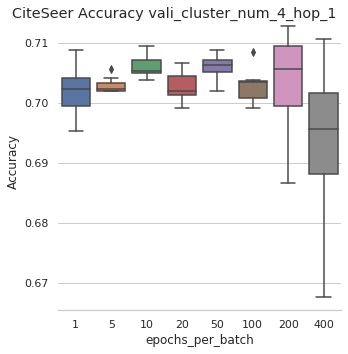 CiteSeer Accuracy vali_cluster_num_4_hop_1
0.71
0.70
0.69
0.68
0.67
Accuracy
1 5 10 20 50 100 200 400
epochs_per_batch